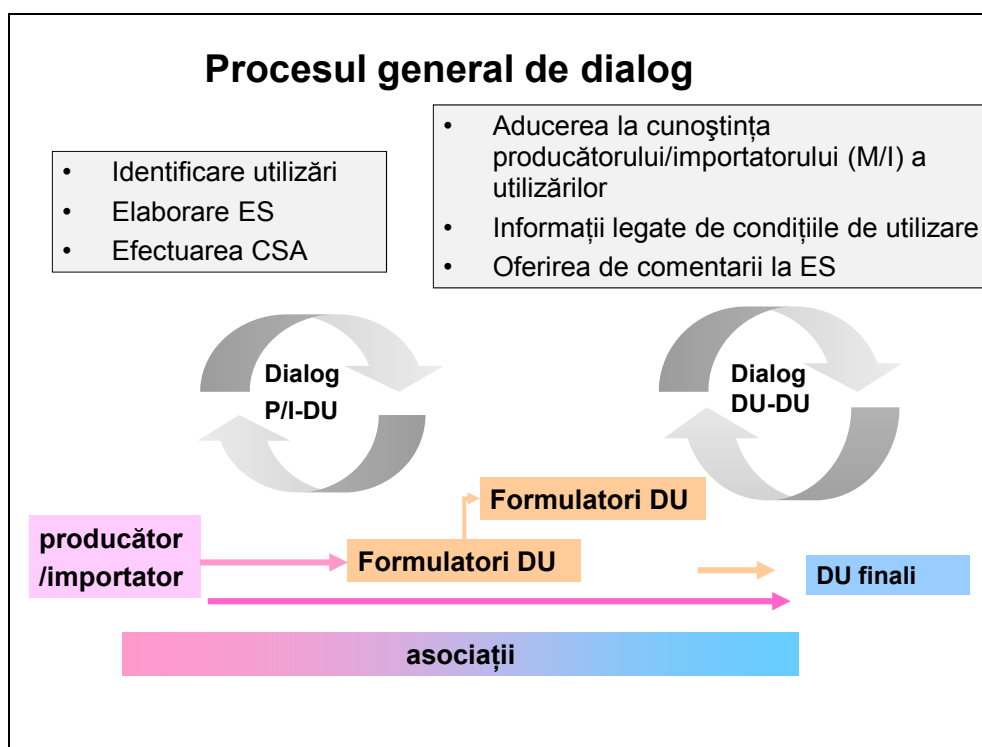 Procesul general de dialog
• Identificare utilizări
• Elaborare ES
• Efectuarea CSA
• Aducerea la cunoştința
producătorului/importatorului (M/I) a
utilizărilor
• Informații legate de condițiile de utilizare
• Oferirea de comentarii la ES
Dialog
P/I-DU
Dialog
DU-DU
Formulatori DU
producător
/importator
Formulatori DU
DU finali
asociații